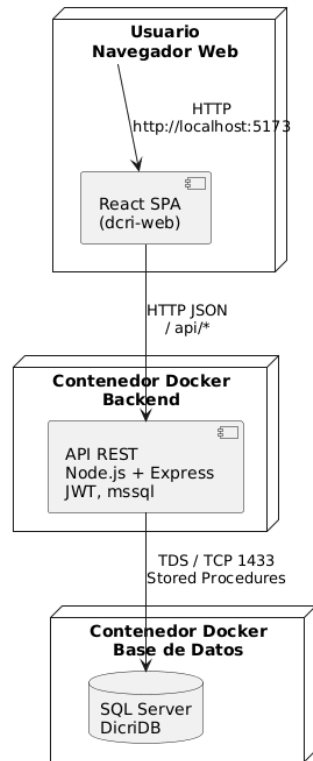 Usuario
Navegador Web
HTTP
http://localhost:5173
React SPA
(dcri-web)
HTTP JSON
/ api/*
Contenedor Docker
Backend
API REST
Node.js + Express
JWT, mssql
TDS / TCP 1433
Stored Procedures
Contenedor Docker
Base de Datos
SQL Server
DicriDB